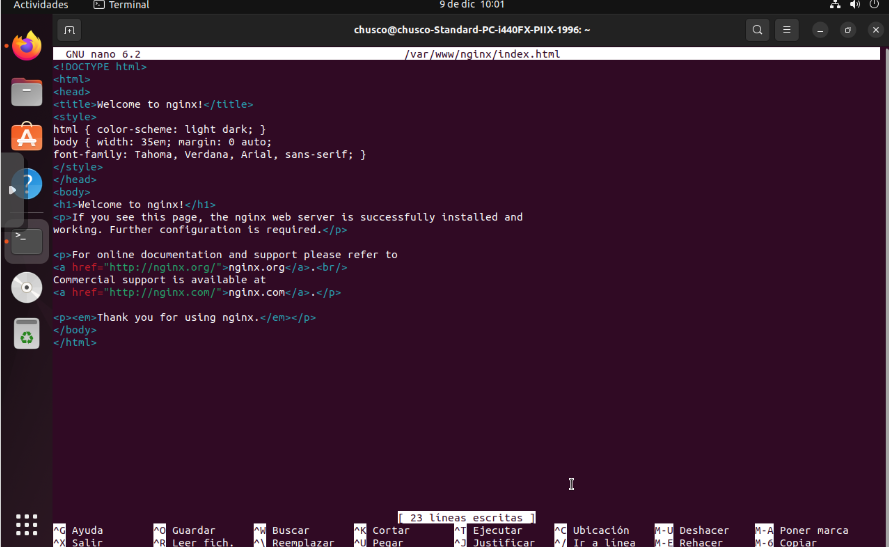 Actividades Terminal 9 de dic 10:01
chusco@chusco-Standard-PC-i440FX-PIIX-1996: ~
GNU nano 6.2 /var/www/nginx/index.html
<!DOCTYPE html>
<html>
<head>
<title>Welcome to nginx!</title>
<style>
html { color-scheme: light dark; }
body { width: 35em; margin: 0 auto;
font-family: Tahoma, Verdana, Arial, sans-serif; }
</style>
</head>
<body>
<h1>Welcome to nginx!</h1>
<p>If you see this page, the nginx web server is successfully installed and
working. Further configuration is required.</p>
<p>For online documentation and support please refer to
<a href="http://nginx.org/">nginx.org</a>.<br/>
Commercial support is available at
<a href="http://nginx.com/">nginx.com</a>.</p>
<p><em>Thank you for using nginx.</em></p>
</body>
</html>
[ 23 líneas escritas ]
^G Ayuda ^O Guardar ^W Buscar ^K Cortar ^T Ejecutar ^C Ubicación M-U Deshacer M-A Poner marca
^X Salir ^R Leer fich. ^\ Reemplazar ^U Pegar ^J Justificar ^/ Ir a línea M-E Rehacer M-6 Copiar